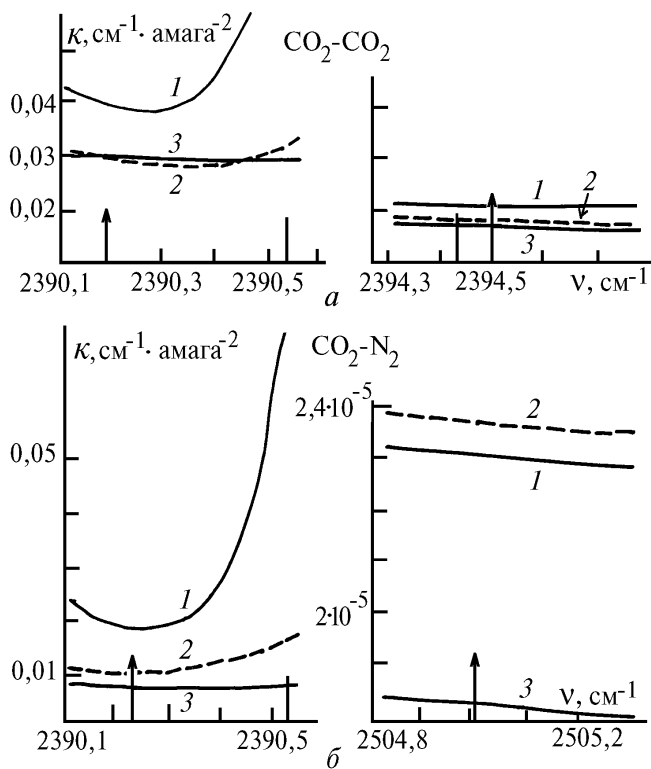 κ, см⁻¹· амага⁻²
CO₂-CO₂
1
0,04
3
0,03
2
0,02
2390,1 2390,3 2390,5
1 2
3
2394,3 2394,5 ν, см⁻¹
а
κ, см⁻¹· амага⁻²
CO₂-N₂
0,05
1
2
0,01
3
2390,1 2390,5
2,4·10⁻⁵
2
1
2·10⁻⁵
3 ν, см⁻¹
2504,8 2505,2
б